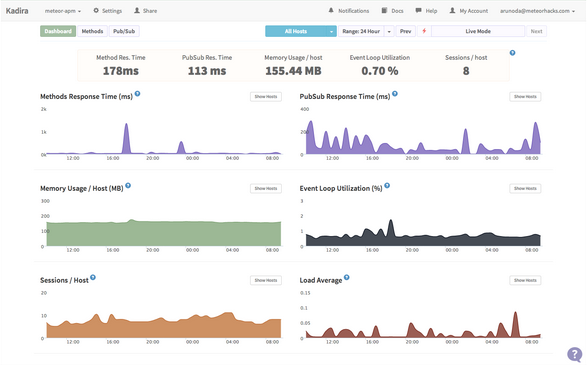 Kadira meteor-apm Settings Share Notifications Docs Help My Account arunoda@meteorhacks.com
Dashboard Methods Pub/Sub All Hosts Range: 24 Hour Prev Live Mode Next
Method Res. Time PubSub Res. Time Memory Usage / host Event Loop Utilization Sessions / host
178ms 113 ms 155.44 MB 0.70 % 8
Methods Response Time (ms) Show Hosts
2k
1k
0k
12:00 16:00 20:00 00:00 04:00 08:00
PubSub Response Time (ms) Show Hosts
400
200
0
12:00 16:00 20:00 00:00 04:00 08:00
Memory Usage / Host (MB) Show Hosts
300
200
100
0
12:00 16:00 20:00 00:00 04:00 08:00
Event Loop Utilization (%) Show Hosts
3
2
1
0
12:00 16:00 20:00 00:00 04:00 08:00
Sessions / Host Show Hosts
20
10
0
12:00 16:00 20:00 00:00 04:00 08:00
Load Average Show Hosts
0.15
0.1
0.05
0
12:00 16:00 20:00 00:00 04:00 08:00